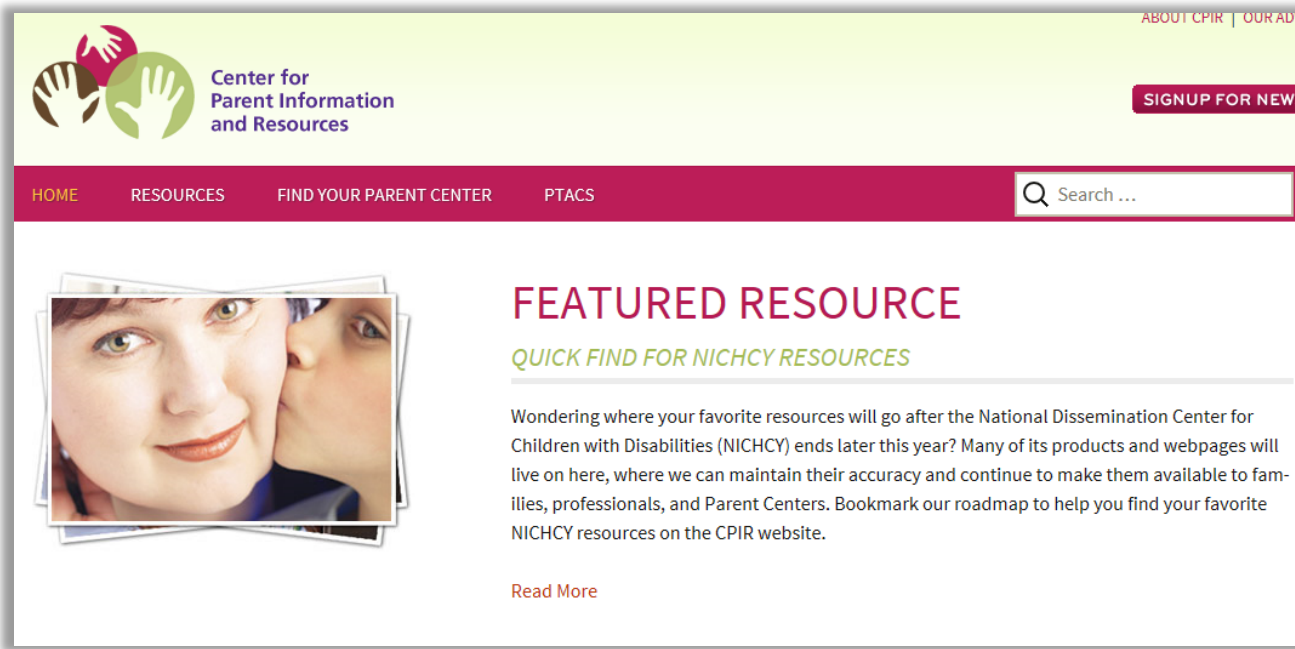 ABOUT CPIR | OUR AD
Center for
Parent Information
and Resources
SIGNUP FOR NEW
HOME RESOURCES FIND YOUR PARENT CENTER PTACS Search ...
FEATURED RESOURCE
QUICK FIND FOR NICHCY RESOURCES
Wondering where your favorite resources will go after the National Dissemination Center for
Children with Disabilities (NICHCY) ends later this year? Many of its products and webpages will
live on here, where we can maintain their accuracy and continue to make them available to fam-
ilies, professionals, and Parent Centers. Bookmark our roadmap to help you find your favorite
NICHCY resources on the CPIR website.
Read More